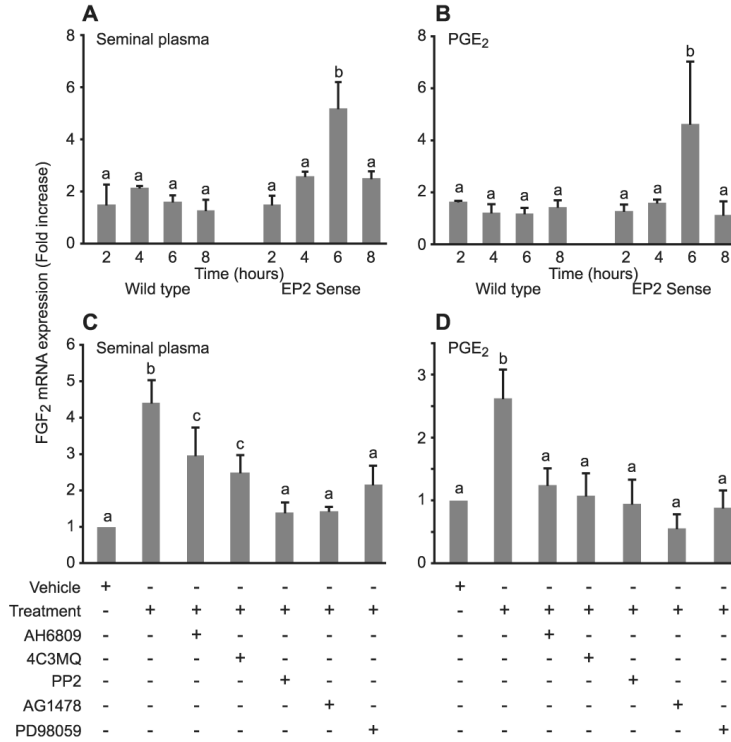 A
Seminal plasma
8
6
4
2
0
a a a a a a b a
2 4 6 8 2 4 6 8
Time (hours)
Wild type EP2 Sense
B
PGE2
8
6
4
2
0
a a a a a a b a
2 4 6 8 2 4 6 8
Time (hours)
Wild type EP2 Sense
FGF2 mRNA expression (Fold increase)
C
Seminal plasma
6
5
4
3
2
1
0
a b c c a a a
D
PGE2
3
2
1
0
a b a a a a a
Vehicle + - - - - - - + - - - - - -
Treatment - + + + + + + - + + + + + +
AH6809 - - + - - - - - - + - - - -
4C3MQ - - - + - - - - - - + - - -
PP2 - - - - + - - - - - - + - -
AG1478 - - - - - + - - - - - - + -
PD98059 - - - - - - + - - - - - - +